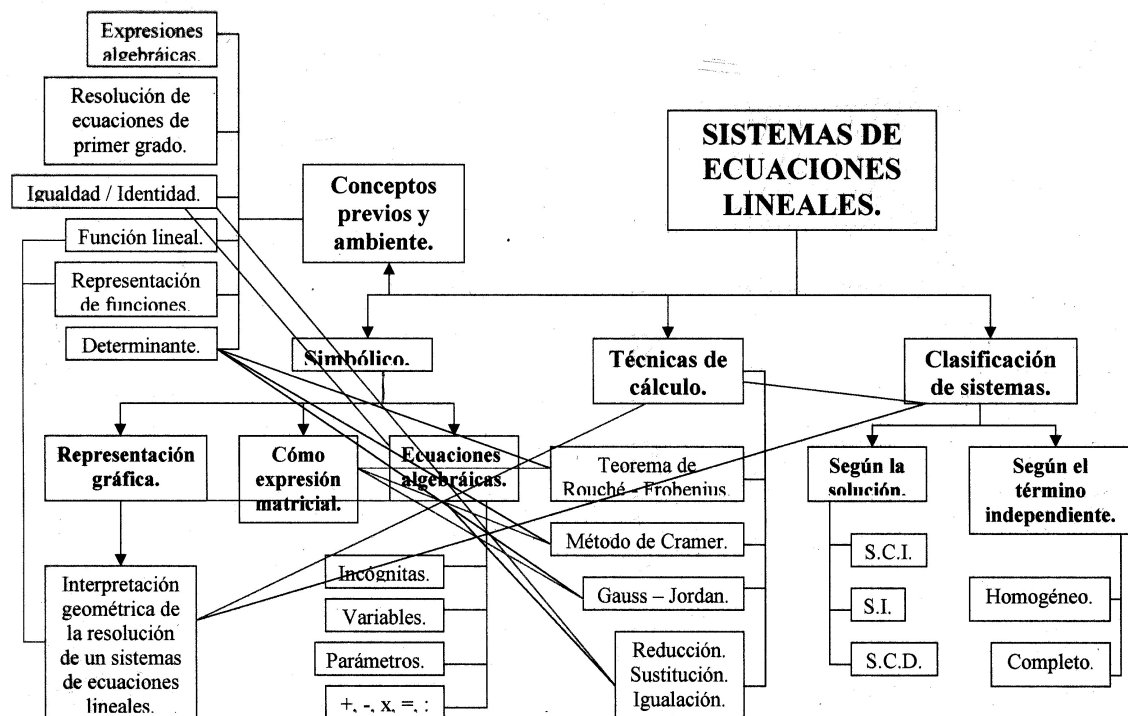 Expresiones
algebráicas.
Resolución de
ecuaciones de
primer grado.
Igualdad / Identidad.
Función lineal.
Representación
de funciones.
Determinante.
Conceptos
previos y
ambiente.
SISTEMAS DE
ECUACIONES
LINEALES.
Simbólico.
Técnicas de
cálculo.
Clasificación
de sistemas.
Representación
gráfica.
Cómo
expresión
matricial.
Ecuaciones
algebráicas.
Teorema de
Rouché - Frobenius.
Método de Cramer.
Gauss – Jordan.
Reducción.
Sustitución.
Igualación.
Según la
solución.
S.C.I.
S.I.
S.C.D.
Según el
término
independiente.
Homogéneo.
Completo.
Interpretación
geométrica de
la resolución
de un sistemas
de ecuaciones
lineales.
Incógnitas.
Variables.
Parámetros.
+, -, x, =, :